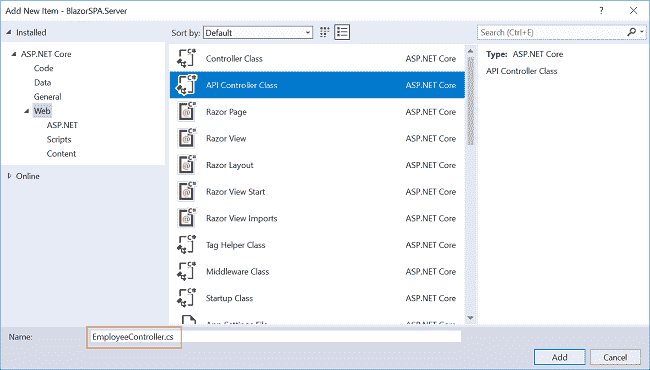 Add New Item - BlazorSPA.Server
Installed
Sort by: Default
Search (Ctrl+E)
ASP.NET Core
Code
Data
General
Web
ASP.NET
Scripts
Content
Online
Controller Class ASP.NET Core
API Controller Class ASP.NET Core
Razor Page ASP.NET Core
Razor View ASP.NET Core
Razor Layout ASP.NET Core
Razor View Start ASP.NET Core
Razor View Imports ASP.NET Core
Tag Helper Class ASP.NET Core
Middleware Class ASP.NET Core
Startup Class ASP.NET Core
App Settings File ASP.NET Core
Type: ASP.NET Core
API Controller Class
Name: EmployeeController.cs
Add Cancel